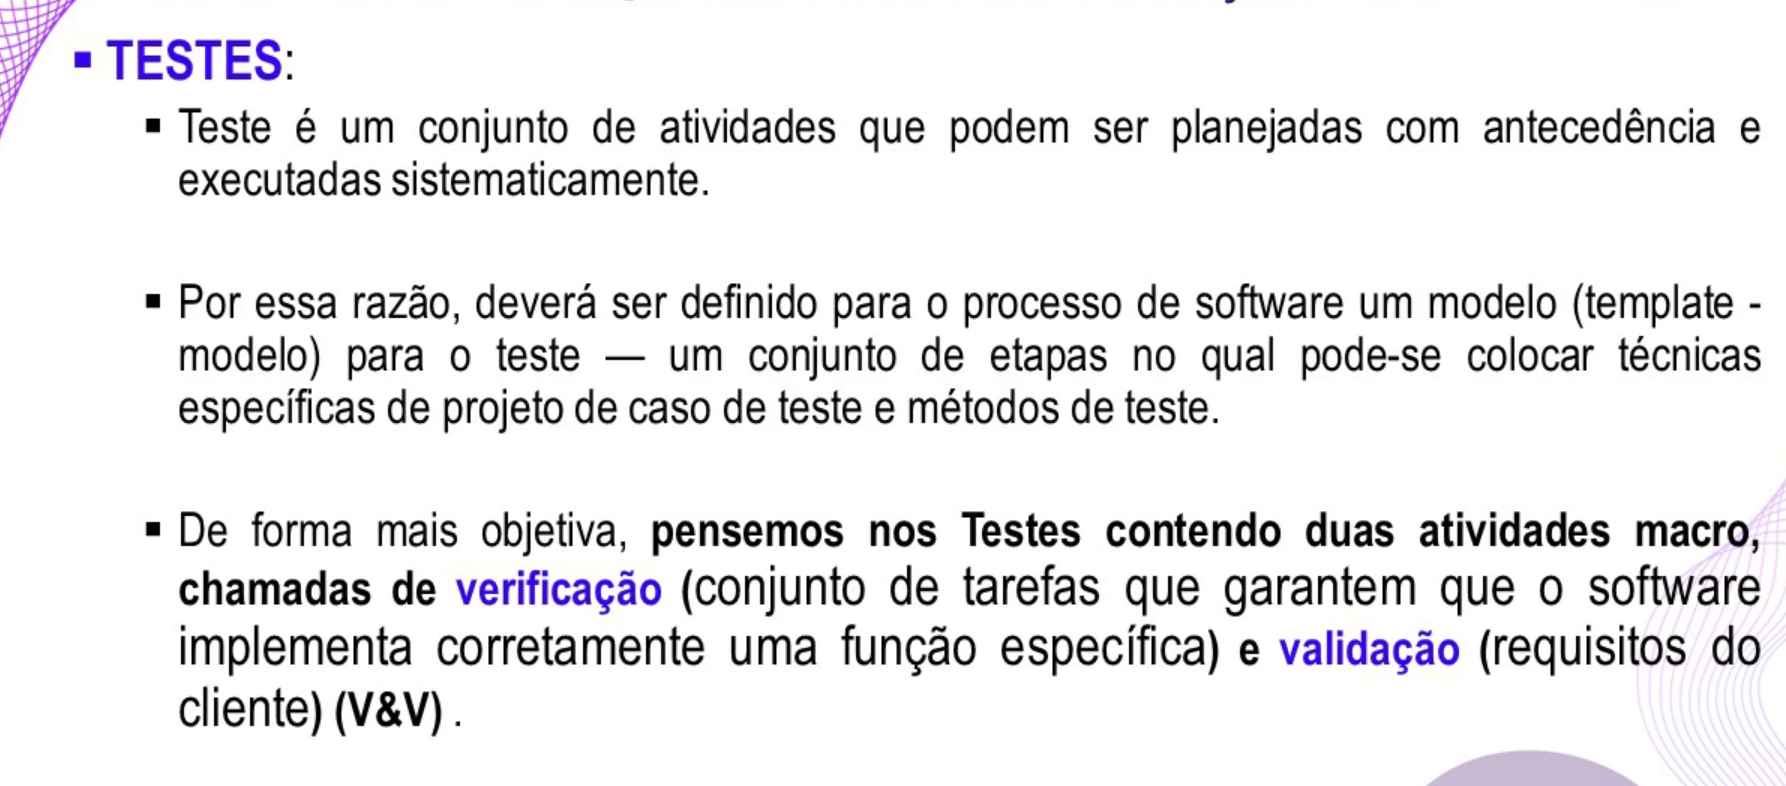 ▪ TESTES:
▪ Teste é um conjunto de atividades que podem ser planejadas com antecedência e
executadas sistematicamente.
▪ Por essa razão, deverá ser definido para o processo de software um modelo (template -
modelo) para o teste — um conjunto de etapas no qual pode-se colocar técnicas
específicas de projeto de caso de teste e métodos de teste.
▪ De forma mais objetiva, pensemos nos Testes contendo duas atividades macro,
chamadas de verificação (conjunto de tarefas que garantem que o software
implementa corretamente uma função específica) e validação (requisitos do
cliente) (V&V) .